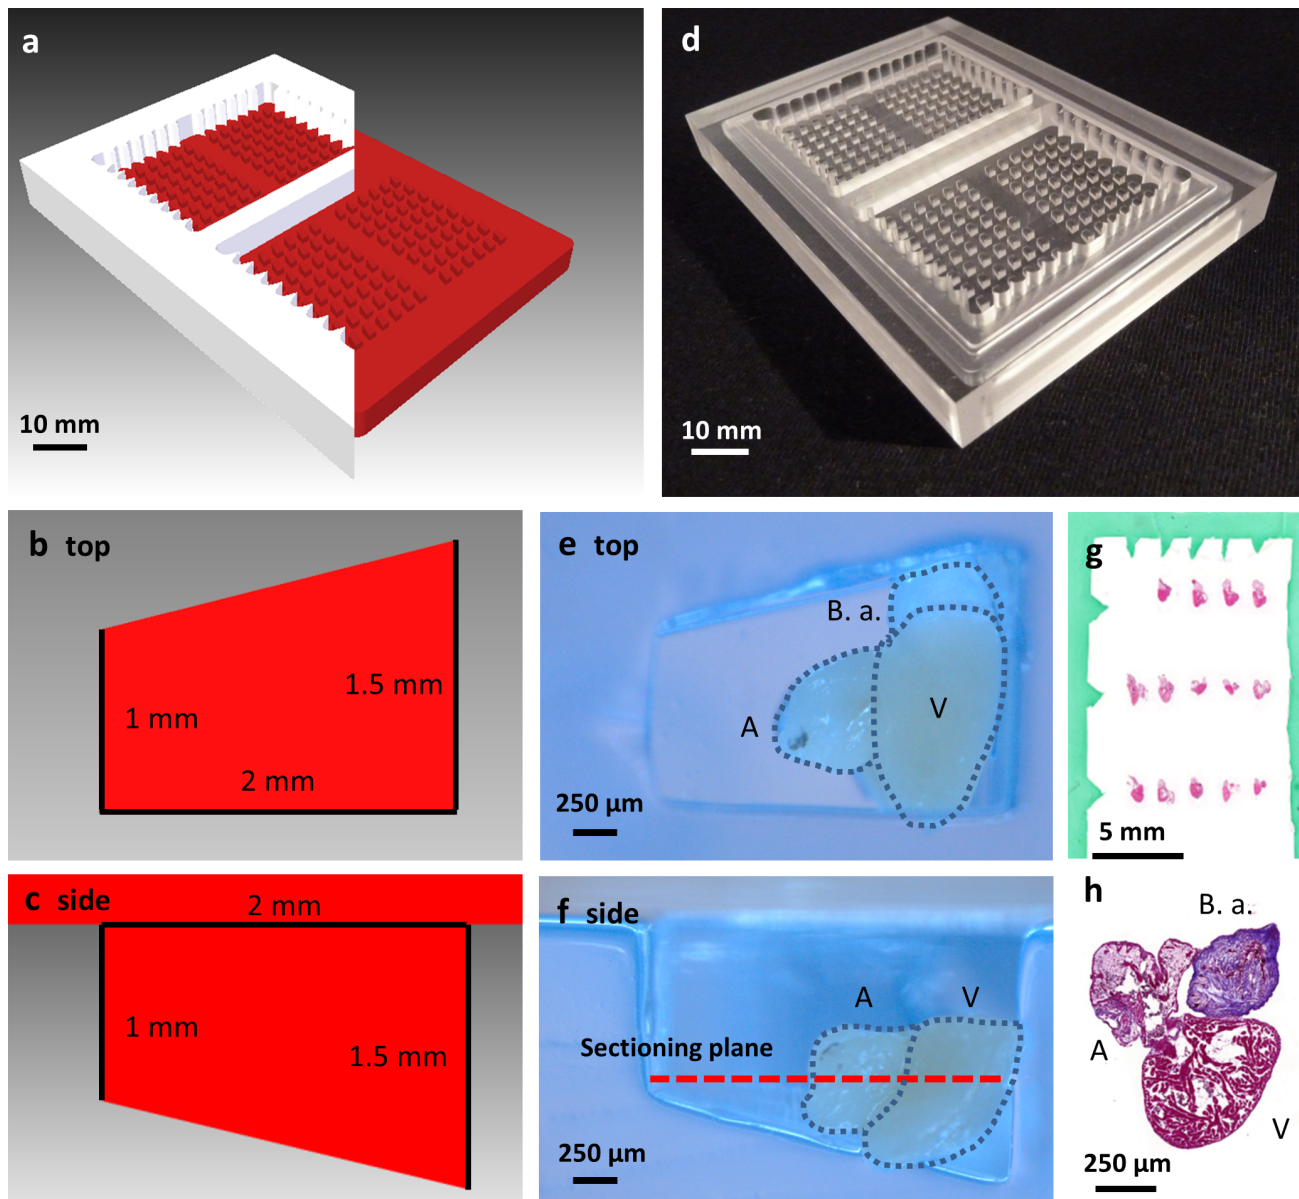 a
10 mm
d
10 mm
b top
1.5 mm
1 mm
2 mm
e top
B. a.
A
V
250 µm
g
5 mm
c side
2 mm
1 mm
1.5 mm
f side
A
V
Sectioning plane
250 µm
h
B. a.
A
V
250 µm